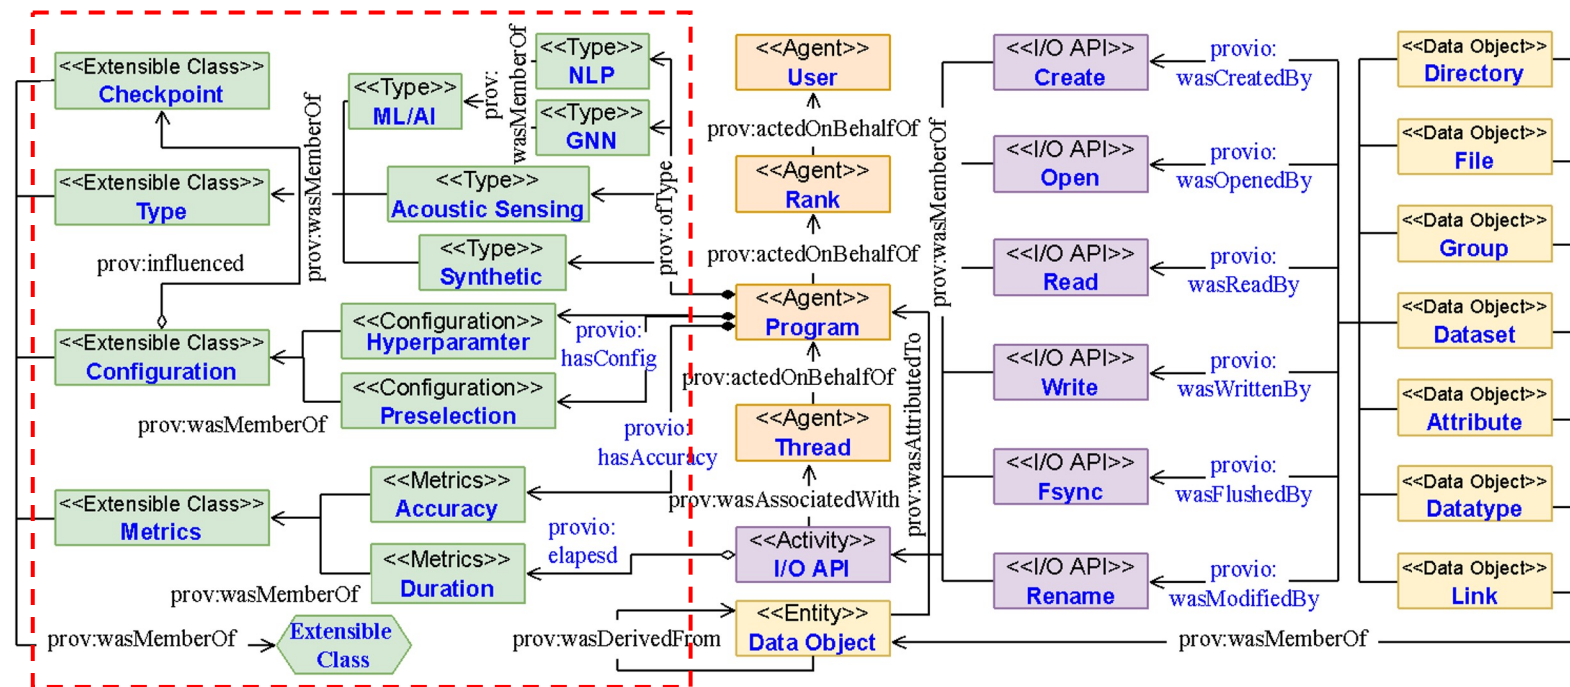 <<Extensible Class>>
Checkpoint
<<Extensible Class>>
Type
prov:influenced
<<Extensible Class>>
Configuration
prov:wasMemberOf
<<Extensible Class>>
Metrics
prov:wasMemberOf
prov:wasMemberOf
Extensible
Class
prov:wasMemberOf
<<Type>>
NLP
<<Type>>
ML/AI
<<Type>>
GNN
prov:
wasMemberOf
<<Type>>
Acoustic Sensing
<<Type>>
Synthetic
prov:ofType
<<Configuration>>
Hyperparamter
<<Configuration>>
Preselection
provio:
hasConfig
<<Metrics>>
Accuracy
<<Metrics>>
Duration
provio:
hasAccuracy
provio:
elapesd
<<Agent>>
User
prov:actedOnBehalfOf
<<Agent>>
Rank
prov:actedOnBehalfOf
<<Agent>>
Program
prov:actedOnBehalfOf
<<Agent>>
Thread
prov:wasAssociatedWith
<<Activity>>
I/O API
<<Entity>>
Data Object
prov:wasDerivedFrom
prov:wasAttributedTo
prov:wasMemberOf
<<I/O API>>
Create
<<I/O API>>
Open
<<I/O API>>
Read
<<I/O API>>
Write
<<I/O API>>
Fsync
<<I/O API>>
Rename
provio:
wasCreatedBy
provio:
wasOpenedBy
provio:
wasReadBy
provio:
wasWrittenBy
provio:
wasFlushedBy
provio:
wasModifiedBy
prov:wasMemberOf
<<Data Object>>
Directory
<<Data Object>>
File
<<Data Object>>
Group
<<Data Object>>
Dataset
<<Data Object>>
Attribute
<<Data Object>>
Datatype
<<Data Object>>
Link